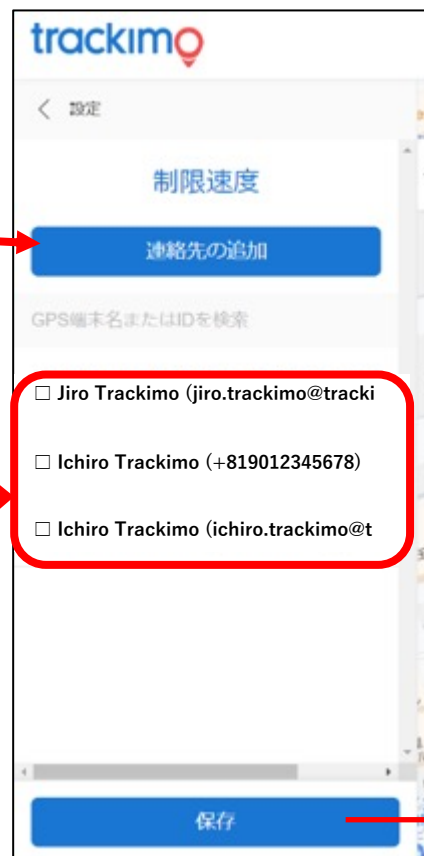 trackimo
< 設定
制限速度
連絡先の追加
GPS端末名またはIDを検索
□ Jiro Trackimo (jiro.trackimo@tracki
□ Ichiro Trackimo (+819012345678)
□ Ichiro Trackimo (ichiro.trackimo@t
保存